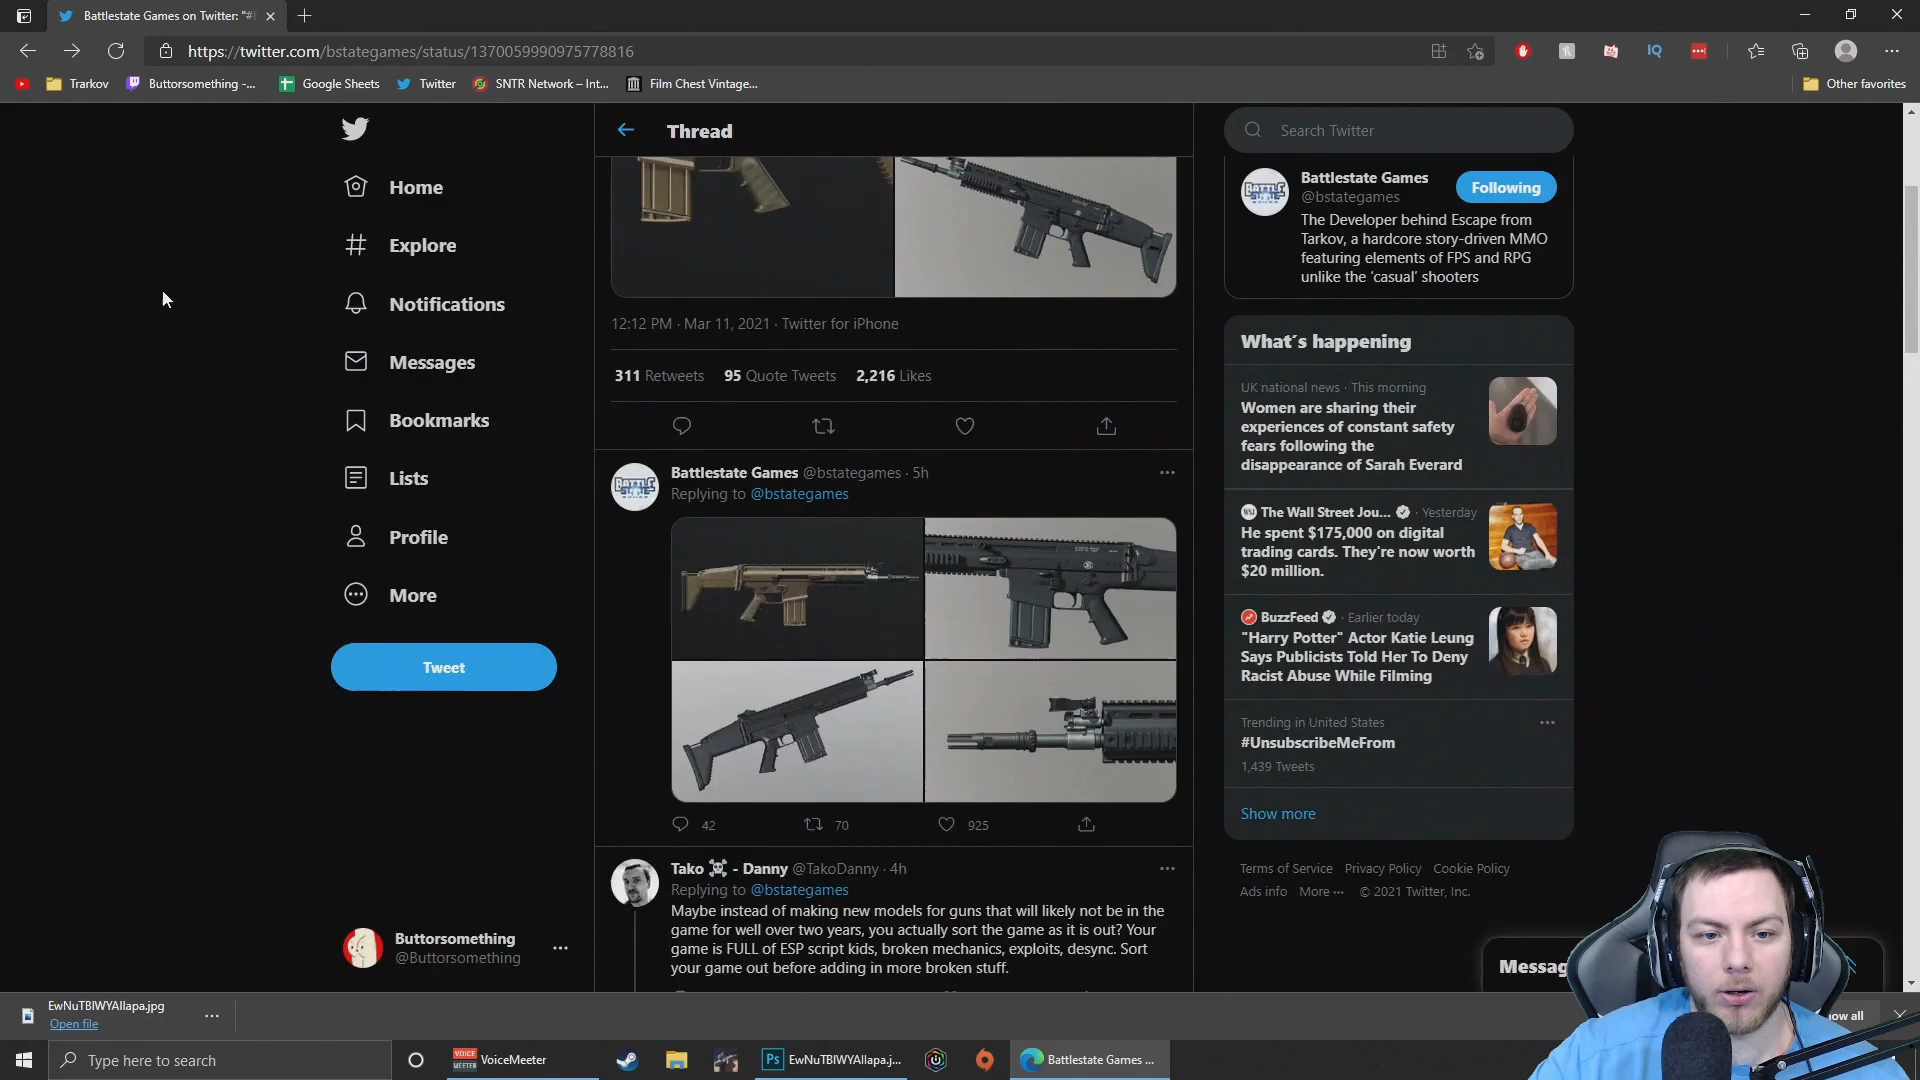 Battlestate Games on Twitter: "#
https://twitter.com/bstategames/status/1370059990975778816
Trarkov
Buttorsomething -...
Google Sheets
Twitter
SNTR Network – Int...
Film Chest Vintage...
Other favorites
Home
Explore
Notifications
Messages
Bookmarks
Lists
Profile
More
Tweet
Buttorsomething
@Buttorsomething
Thread
12:12 PM · Mar 11, 2021 · Twitter for iPhone
311 Retweets 95 Quote Tweets 2,216 Likes
Battlestate Games @bstategames · 5h
Replying to @bstategames
42 70 925
Tako - Danny @TakoDanny · 4h
Replying to @bstategames
Maybe instead of making new models for guns that will likely not be in the
game for well over two years, you actually sort the game as it is out? Your
game is FULL of ESP script kids, broken mechanics, exploits, desync. Sort
your game out before adding in more broken stuff.
Search Twitter
BATTLE
Battlestate Games
@bstategames
Following
The Developer behind Escape from
Tarkov, a hardcore story-driven MMO
featuring elements of FPS and RPG
unlike the ‘casual’ shooters
What’s happening
UK national news · This morning
Women are sharing their
experiences of constant safety
fears following the
disappearance of Sarah Everard
WSJ The Wall Street Jou... · Yesterday
He spent $175,000 on digital
trading cards. They're now worth
$20 million.
BuzzFeed · Earlier today
"Harry Potter" Actor Katie Leung
Says Publicists Told Her To Deny
Racist Abuse While Filming
Trending in United States
#UnsubscribeMeFrom
1,439 Tweets
Show more
Terms of Service Privacy Policy Cookie Policy
Ads info More ··· © 2021 Twitter, Inc.
Messag
EwNuTBlWYAIlapa.jpg
Open file
ow all
Type here to search
VOICE MEETER VoiceMeeter
Ps EwNuTBlWYAIlapa.j...
Battlestate Games ...